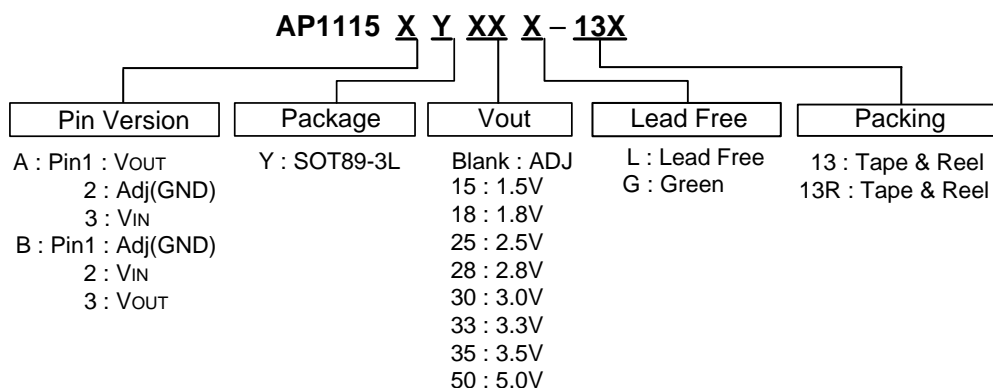 AP1115 X Y XX X – 13X
Pin Version
Package
Vout
Lead Free
Packing
A : Pin1 : VOUT
2 : Adj(GND)
3 : VIN
B : Pin1 : Adj(GND)
2 : VIN
3 : VOUT
Y : SOT89-3L
Blank : ADJ
15 : 1.5V
18 : 1.8V
25 : 2.5V
28 : 2.8V
30 : 3.0V
33 : 3.3V
35 : 3.5V
50 : 5.0V
L : Lead Free
G : Green
13 : Tape & Reel
13R : Tape & Reel